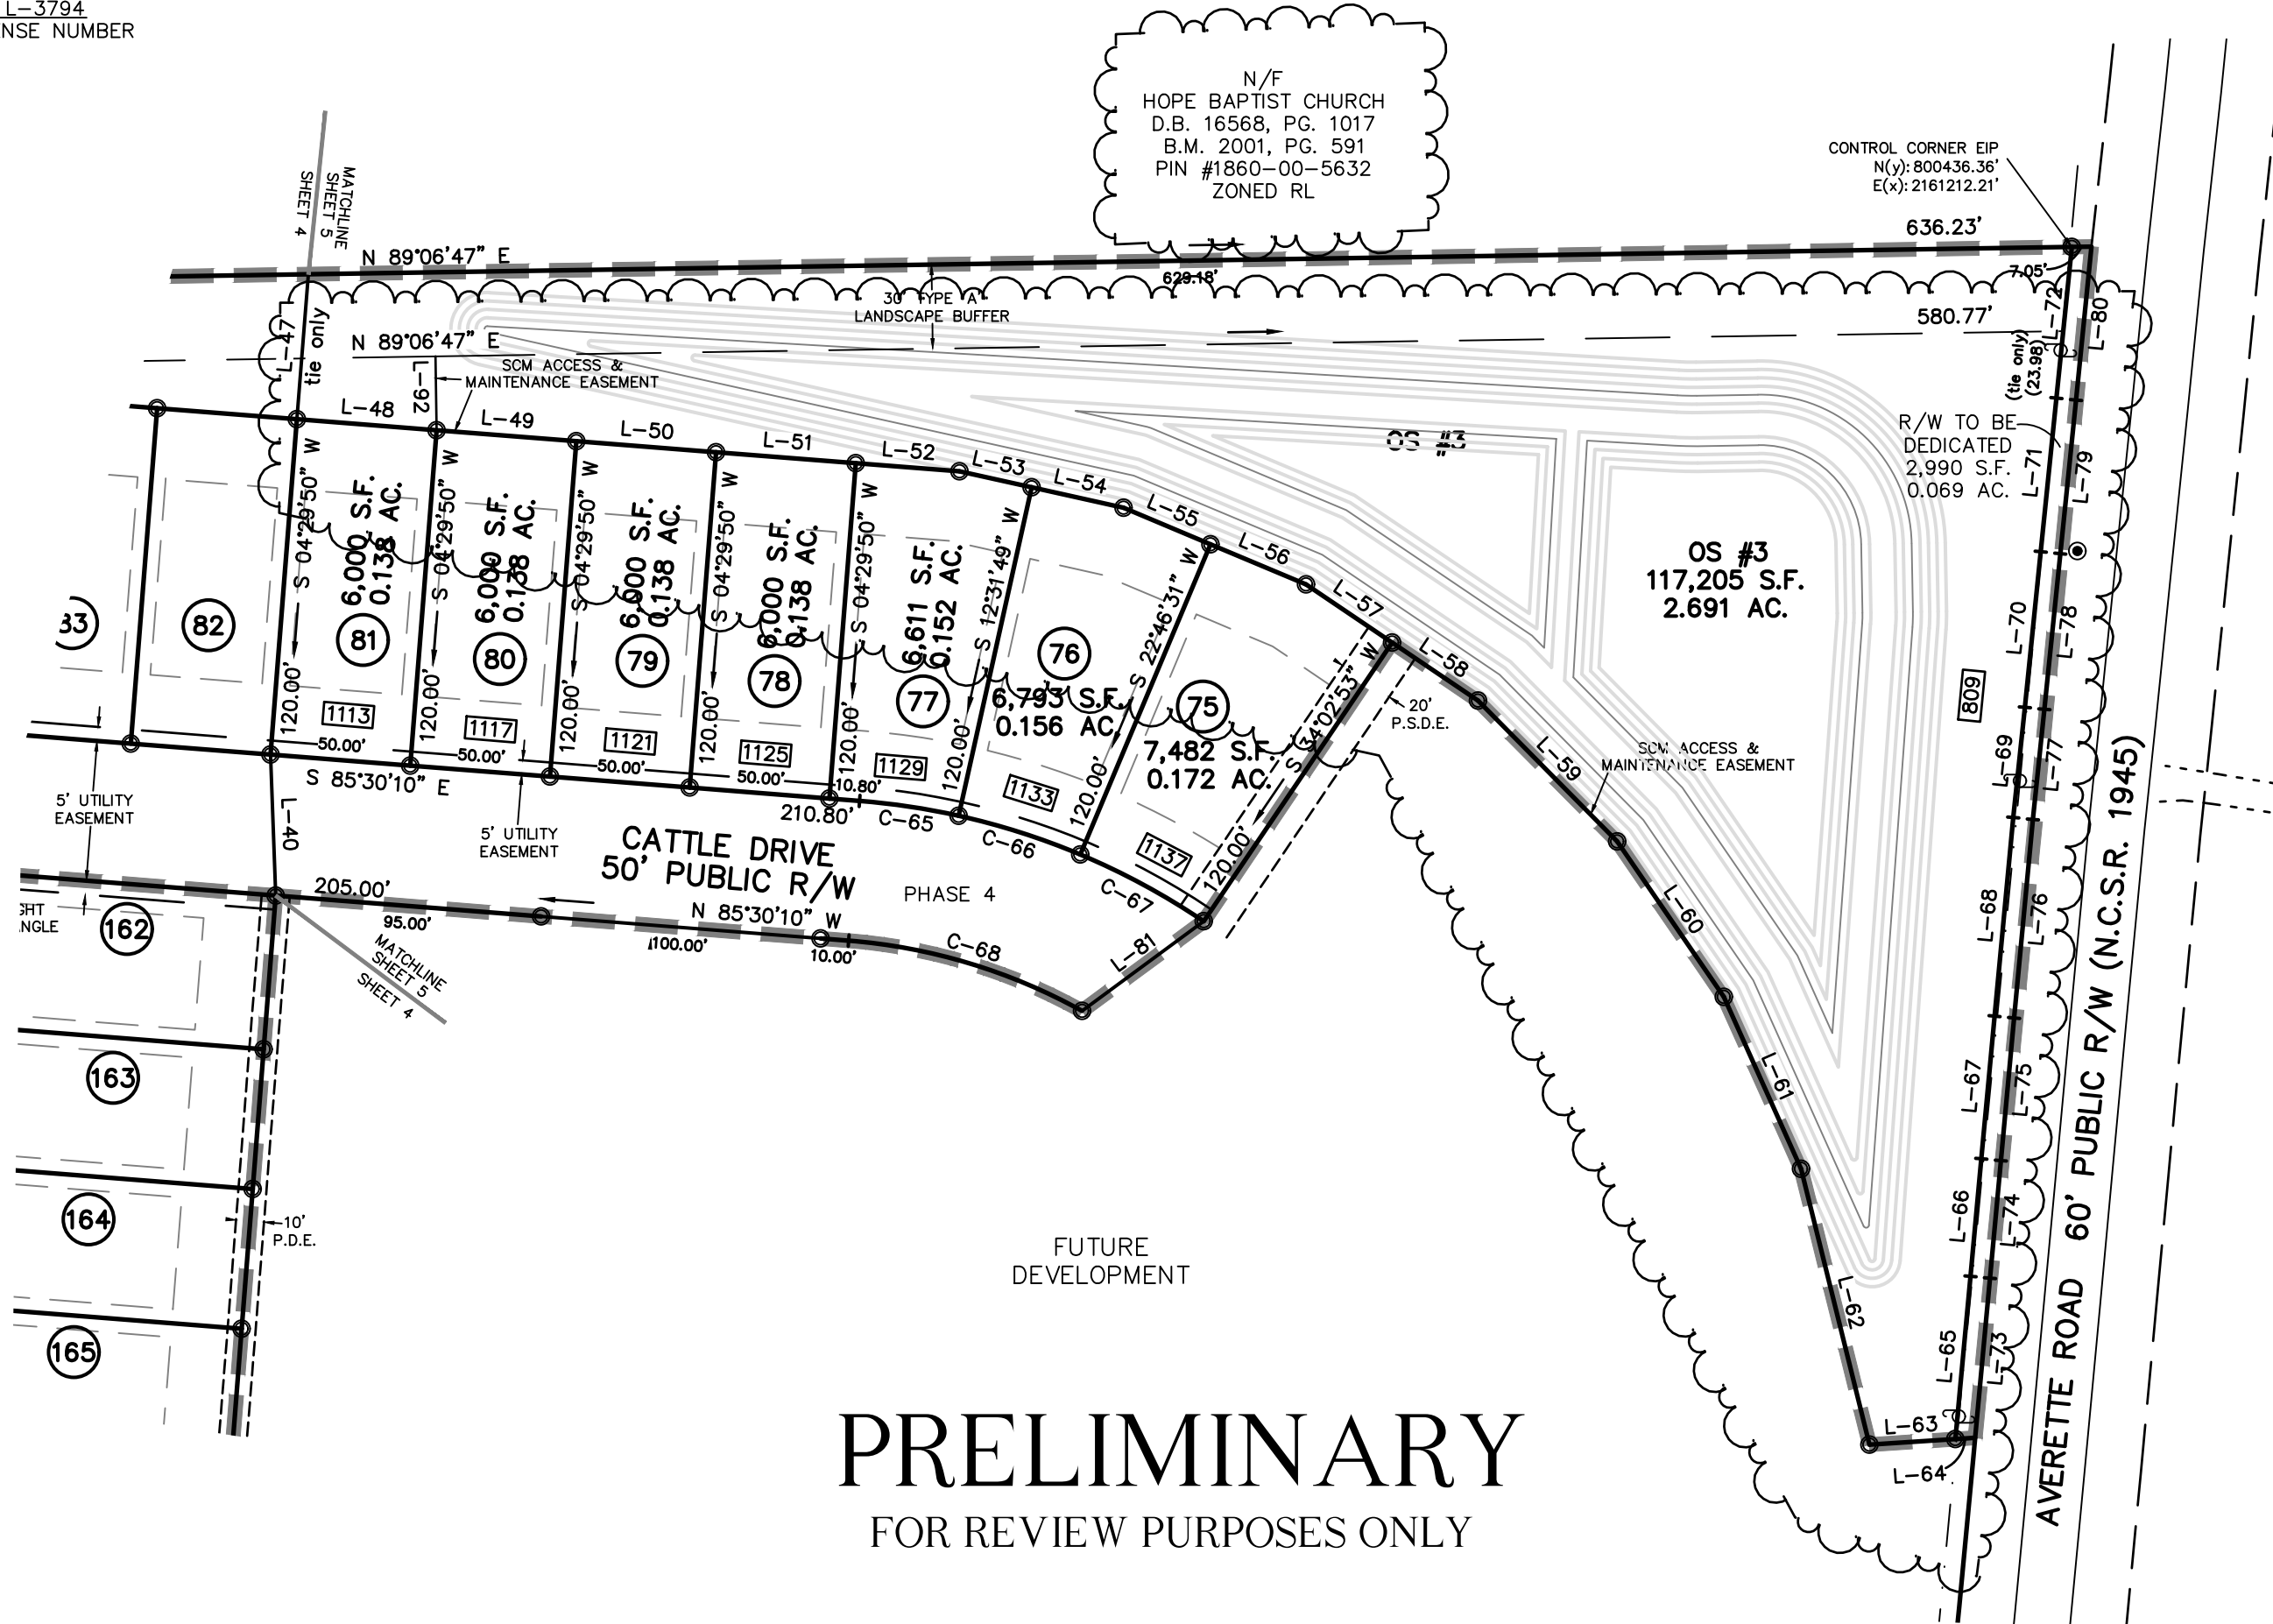 L-3794
ENSE NUMBER
N/F
HOPE BAPTIST CHURCH
D.B. 16568, PG. 1017
B.M. 2001, PG. 591
PIN #1860-00-5632
ZONED RL
CONTROL CORNER EIP
N(y): 800436.36'
E(x): 2161212.21'
MATCHLINE
SHEET 5
SHEET 4
N 89°06'47" E
636.23'
629.18'
7.05'
30' TYPE 'A'
LANDSCAPE BUFFER
580.77'
N 89°06'47" E
L-47
tie only
L-92
SCM ACCESS &
MAINTENANCE EASEMENT
L-72
L-80
(tie only)
(23.98)
R/W TO BE
DEDICATED
2,990 S.F.
0.069 AC.
L-71
L-79
L-48
L-49
L-50
L-51
L-52
L-53
L-54
L-55
L-56
L-57
L-58
L-59
L-60
L-61
L-62
L-63
L-64
L-65
L-73
L-66
L-74
L-67
L-75
L-68
L-76
L-69
L-77
L-70
L-78
OS #3
OS #3
117,205 S.F.
2.691 AC.
809
83
82
S 04°29'50" W
120.00'
6,000 S.F.
0.138 AC.
81
1113
50.00'
S 04°29'50" W
120.00'
6,000 S.F.
0.138 AC.
80
1117
50.00'
S 04°29'50" W
120.00'
6,000 S.F.
0.138 AC.
79
1121
50.00'
S 04°29'50" W
120.00'
6,000 S.F.
0.138 AC.
78
1125
50.00'
S 04°29'50" W
120.00'
6,611 S.F.
0.152 AC.
77
1129
10.80'
S 12°31'49" W
120.00'
76
6,793 S.F.
0.156 AC.
1133
S 22°46'31" W
120.00'
75
7,482 S.F.
0.172 AC.
1137
S 34°02'53" W
120.00'
20'
P.S.D.E.
SCM ACCESS &
MAINTENANCE EASEMENT
S 85°30'10" E
210.80'
C-65
C-66
C-67
5' UTILITY
EASEMENT
5' UTILITY
EASEMENT
L-40
CATTLE DRIVE
50' PUBLIC R/W
PHASE 4
205.00'
95.00'
N 85°30'10" W
100.00'
10.00'
C-68
L-81
MATCHLINE
SHEET 5
SHEET 4
GHT
NGLE
162
163
164
165
10'
P.D.E.
FUTURE
DEVELOPMENT
AVERETTE ROAD 60' PUBLIC R/W (N.C.S.R. 1945)
PRELIMINARY
FOR REVIEW PURPOSES ONLY